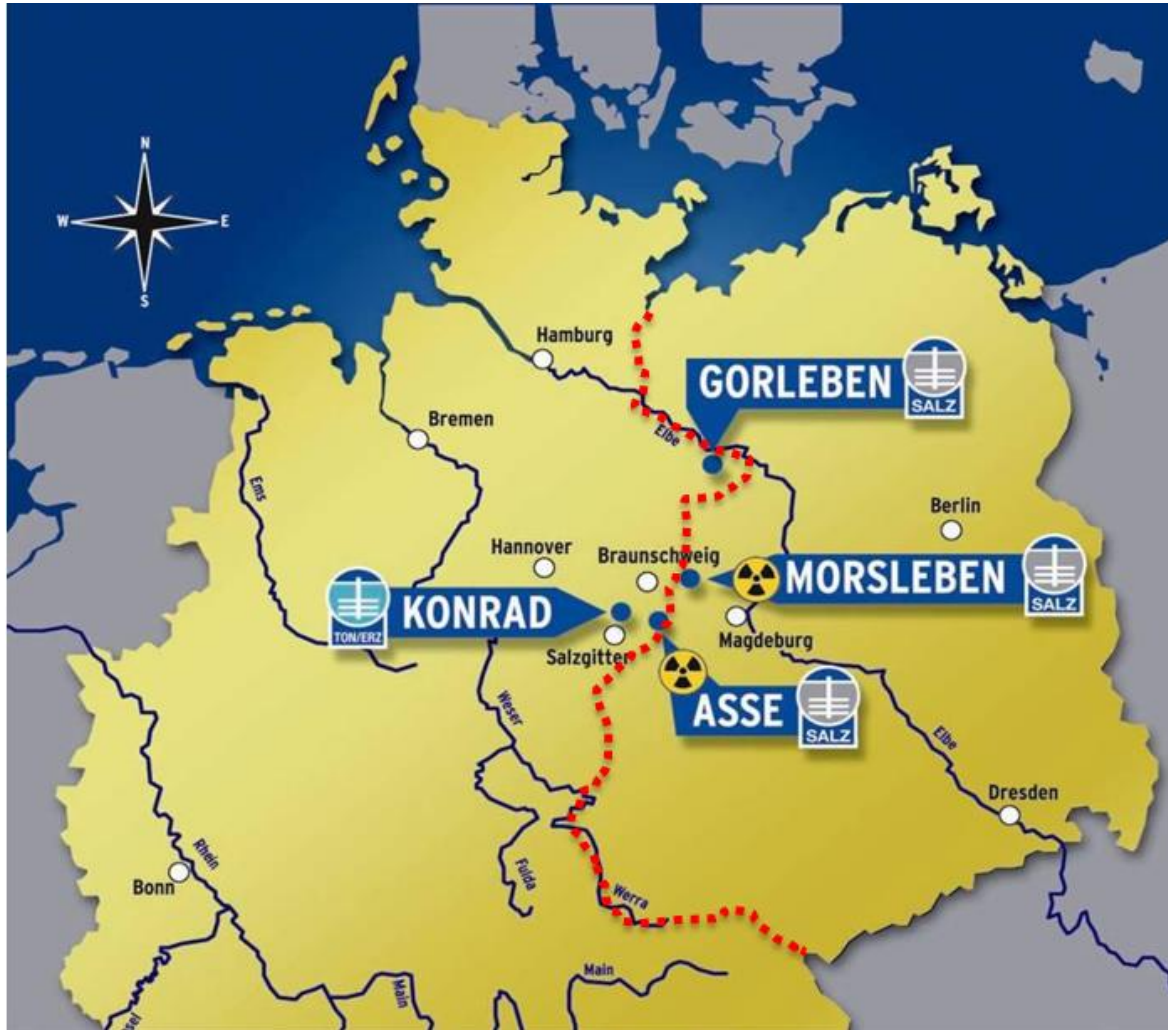 N
W
E
S
Hamburg
GORLEBEN
SALZ
Elbe
Bremen
Ems
Berlin
Hannover
Braunschweig
MORSLEBEN
SALZ
KONRAD
TON/ERZ
Magdeburg
Salzgitter
ASSE
SALZ
Weser
Elbe
Dresden
Rhein
Bonn
Fulda
Werra
Main
Main